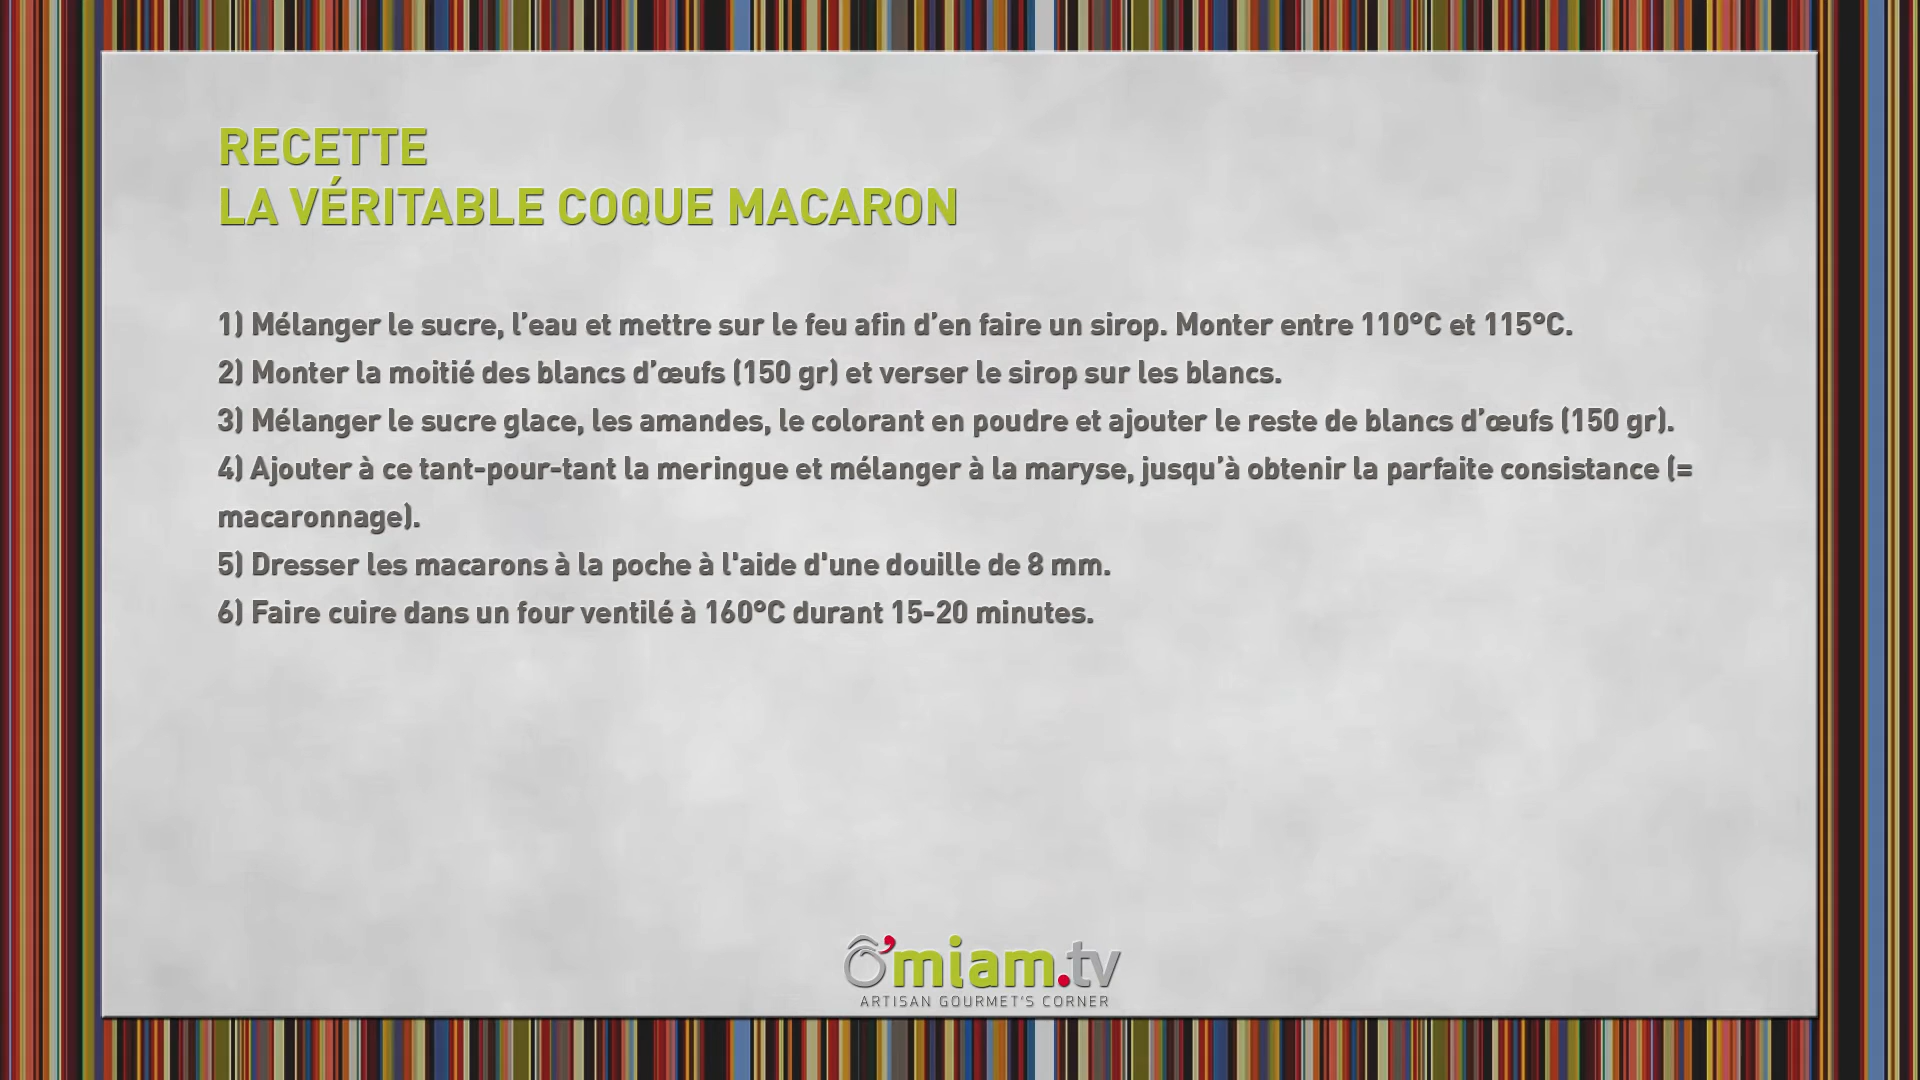 RECETTE
LA VÉRITABLE COQUE MACARON
1) Mélanger le sucre, l’eau et mettre sur le feu afin d’en faire un sirop. Monter entre 110°C et 115°C.
2) Monter la moitié des blancs d’œufs (150 gr) et verser le sirop sur les blancs.
3) Mélanger le sucre glace, les amandes, le colorant en poudre et ajouter le reste de blancs d’œufs (150 gr).
4) Ajouter à ce tant-pour-tant la meringue et mélanger à la maryse, jusqu’à obtenir la parfaite consistance (=
macaronnage).
5) Dresser les macarons à la poche à l'aide d'une douille de 8 mm.
6) Faire cuire dans un four ventilé à 160°C durant 15-20 minutes.
Ô’miam.tv
ARTISAN GOURMET’S CORNER